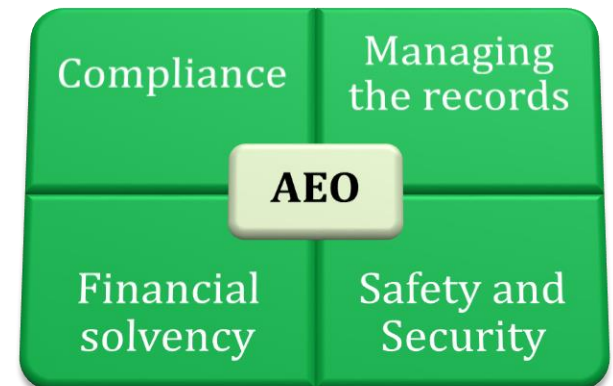 Compliance
Managing
the records
AEO
Financial
solvency
Safety and
Security